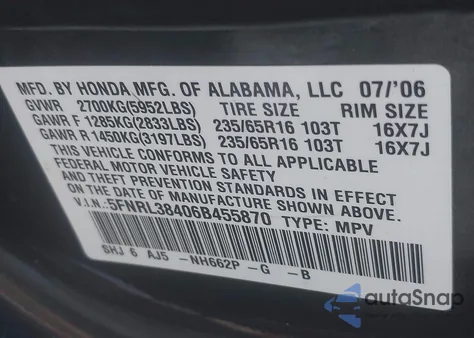 MFD. BY HONDA MFG. OF ALABAMA, LLC 07/'06
GVWR 2700KG(5952LBS) TIRE SIZE RIM SIZE
GAWR F 1285KG(2833LBS) 235/65R16 103T 16X7J
GAWR R 1450KG(3197LBS) 235/65R16 103T 16X7J
THIS VEHICLE CONFORMS TO ALL APPLICABLE
FEDERAL MOTOR VEHICLE SAFETY
STANDARDS AND THEFT PREVENTION STANDARDS IN EFFECT
ON THE DATE OF MANUFACTURE SHOWN ABOVE.
V.I.N.:5FNRL38406B455870 TYPE: MPV
SHJ 6 AJ5 -NH662P -G -B
autoSnap